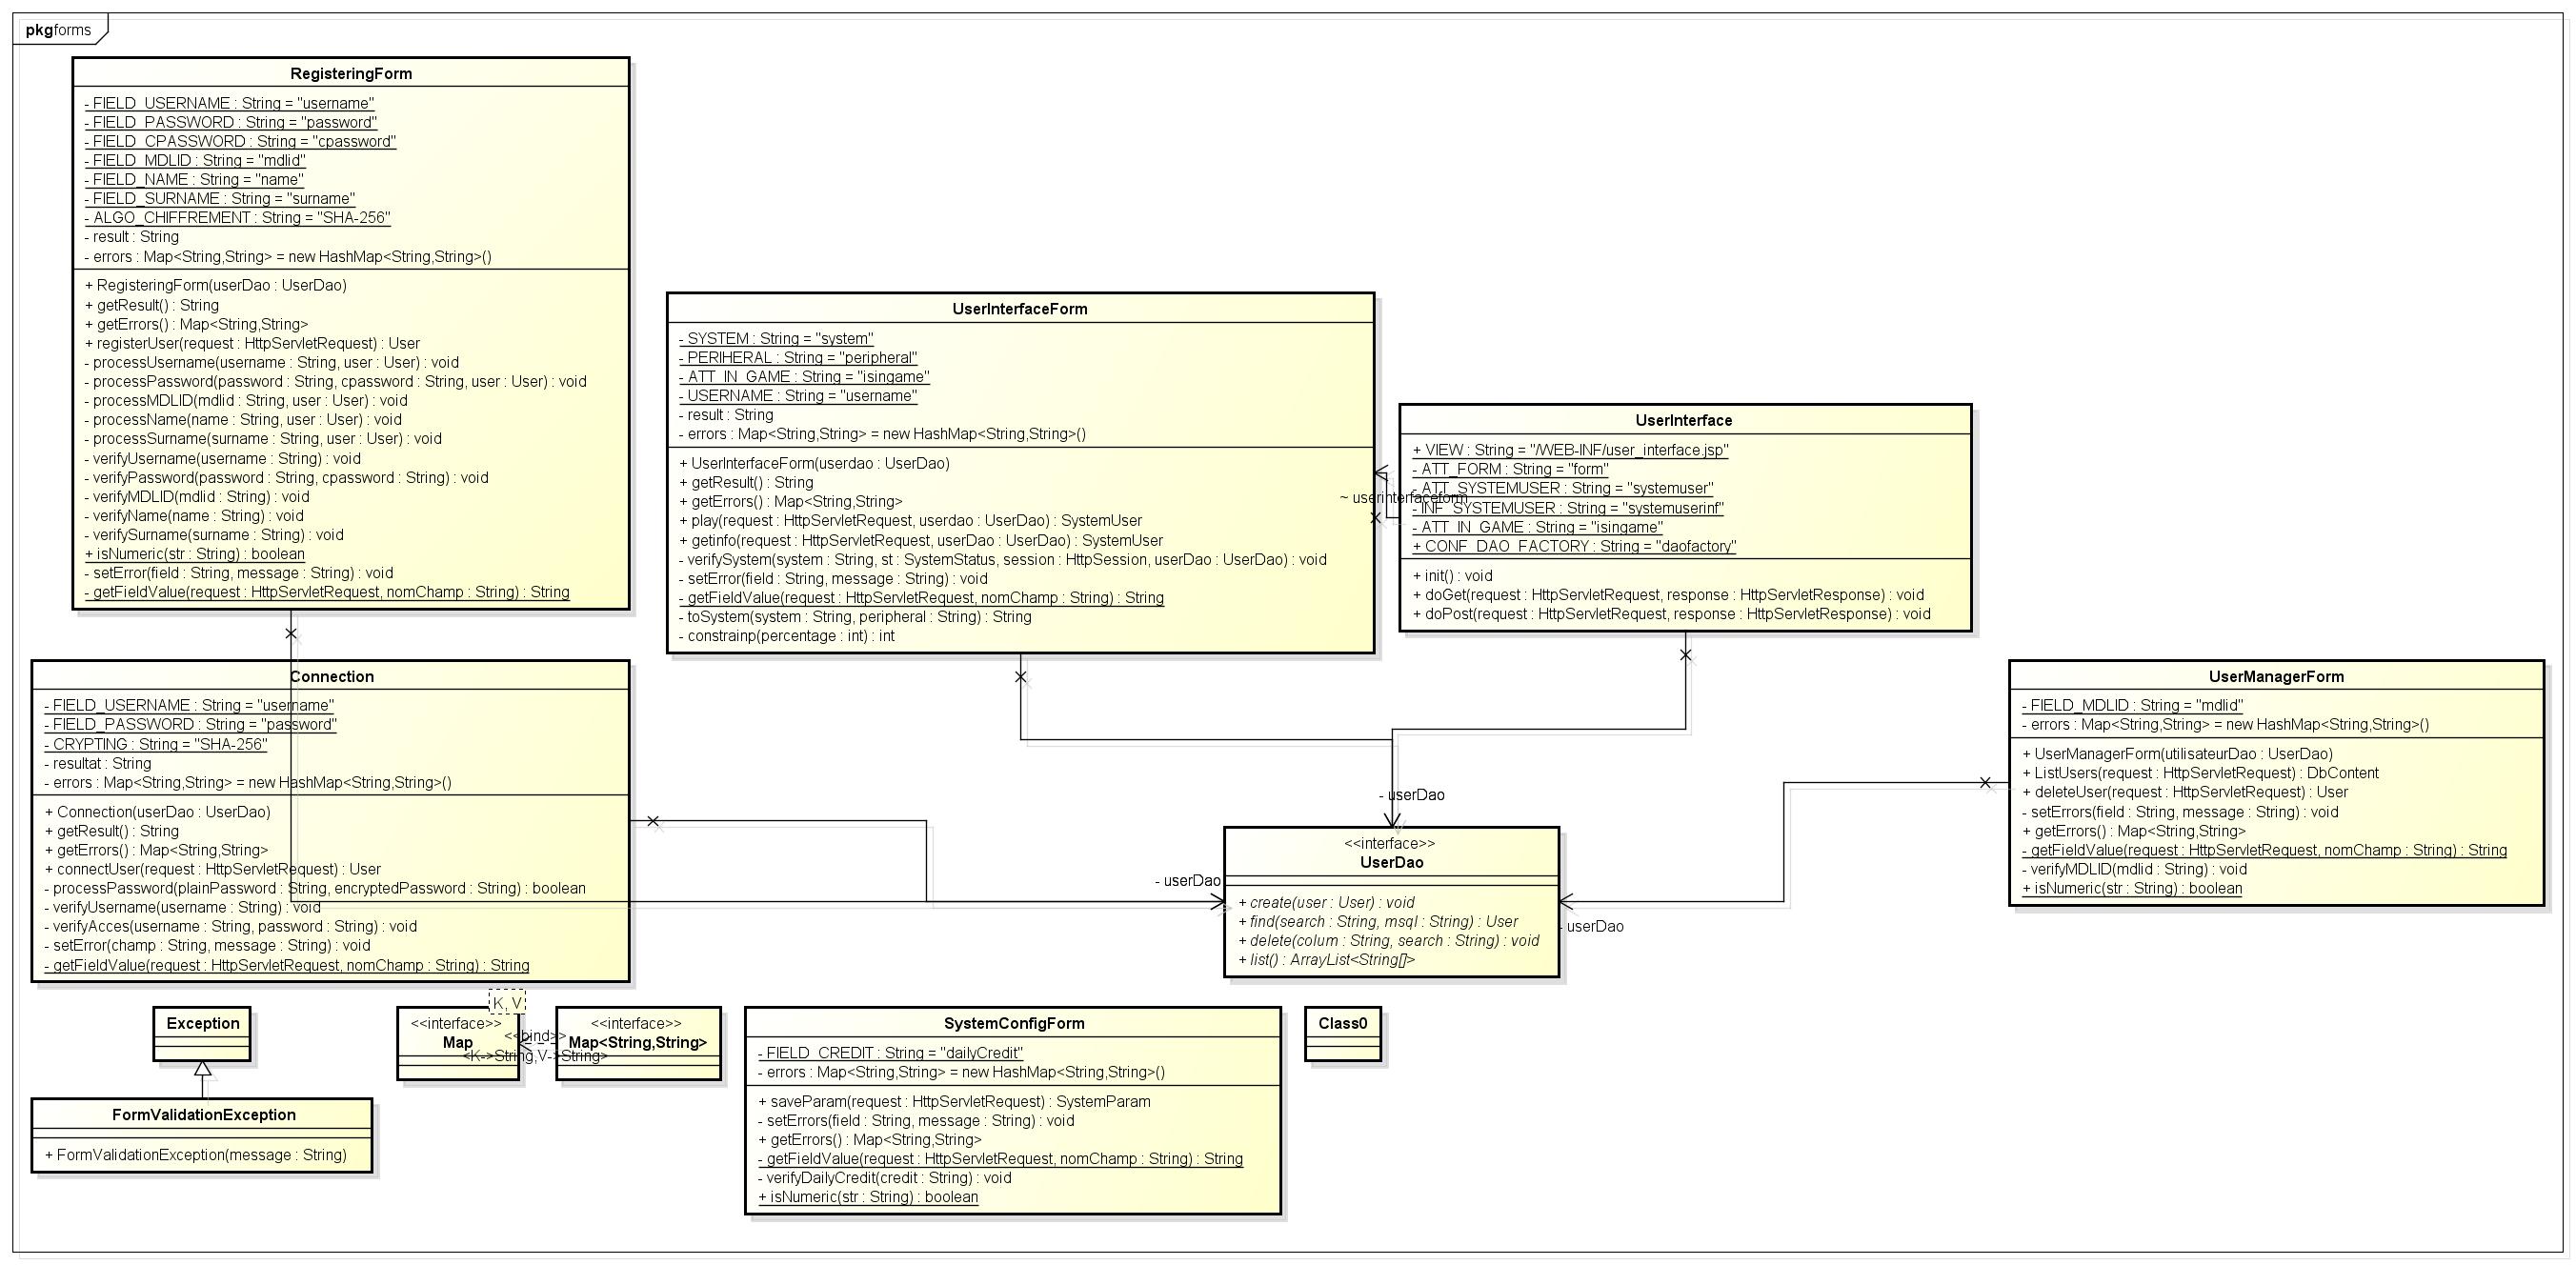 pkgforms
RegisteringForm
- FIELD_USERNAME : String = "username"
- FIELD_PASSWORD : String = "password"
- FIELD_CPASSWORD : String = "cpassword"
- FIELD_MDLID : String = "mdlid"
- FIELD_NAME : String = "name"
- FIELD_SURNAME : String = "surname"
- ALGO_CHIFFREMENT : String = "SHA-256"
- result : String
- errors : Map<String,String> = new HashMap<String,String>()
+ RegisteringForm(userDao : UserDao)
+ getResult() : String
+ getErrors() : Map<String,String>
+ registerUser(request : HttpServletRequest) : User
- processUsername(username : String, user : User) : void
- processPassword(password : String, cpassword : String, user : User) : void
- processMDLID(mdlid : String, user : User) : void
- processName(name : String, user : User) : void
- processSurname(surname : String, user : User) : void
- verifyUsername(username : String) : void
- verifyPassword(password : String, cpassword : String) : void
- verifyMDLID(mdlid : String) : void
- verifyName(name : String) : void
- verifySurname(surname : String) : void
+ isNumeric(str : String) : boolean
- setError(field : String, message : String) : void
- getFieldValue(request : HttpServletRequest, nomChamp : String) : String
UserInterfaceForm
- SYSTEM : String = "system"
- PERIHERAL : String = "peripheral"
- ATT_IN_GAME : String = "isingame"
- USERNAME : String = "username"
- result : String
- errors : Map<String,String> = new HashMap<String,String>()
+ UserInterfaceForm(userdao : UserDao)
+ getResult() : String
+ getErrors() : Map<String,String>
+ play(request : HttpServletRequest, userdao : UserDao) : SystemUser
+ getinfo(request : HttpServletRequest, userDao : UserDao) : SystemUser
- verifySystem(system : String, st : SystemStatus, session : HttpSession, userDao : UserDao) : void
- setError(field : String, message : String) : void
- getFieldValue(request : HttpServletRequest, nomChamp : String) : String
- toSystem(system : String, peripheral : String) : String
- constrainp(percentage : int) : int
~ userinterfaceform
UserInterface
+ VIEW : String = "/WEB-INF/user_interface.jsp"
- ATT_FORM : String = "form"
- ATT_SYSTEMUSER : String = "systemuser"
- INF_SYSTEMUSER : String = "systemuserinf"
- ATT_IN_GAME : String = "isingame"
+ CONF_DAO_FACTORY : String = "daofactory"
+ init() : void
+ doGet(request : HttpServletRequest, response : HttpServletResponse) : void
+ doPost(request : HttpServletRequest, response : HttpServletResponse) : void
Connection
- FIELD_USERNAME : String = "username"
- FIELD_PASSWORD : String = "password"
- CRYPTING : String = "SHA-256"
- resultat : String
- errors : Map<String,String> = new HashMap<String,String>()
+ Connection(userDao : UserDao)
+ getResult() : String
+ getErrors() : Map<String,String>
+ connectUser(request : HttpServletRequest) : User
- processPassword(plainPassword : String, encryptedPassword : String) : boolean
- verifyUsername(username : String) : void
- verifyAcces(username : String, password : String) : void
- setError(champ : String, message : String) : void
- getFieldValue(request : HttpServletRequest, nomChamp : String) : String
UserManagerForm
- FIELD_MDLID : String = "mdlid"
- errors : Map<String,String> = new HashMap<String,String>()
+ UserManagerForm(utilisateurDao : UserDao)
+ ListUsers(request : HttpServletRequest) : DbContent
+ deleteUser(request : HttpServletRequest) : User
- setErrors(field : String, message : String) : void
+ getErrors() : Map<String,String>
- getFieldValue(request : HttpServletRequest, nomChamp : String) : String
- verifyMDLID(mdlid : String) : void
+ isNumeric(str : String) : boolean
- userDao
- userDao
- userDao
<<interface>>
UserDao
+ create(user : User) : void
+ find(search : String, msql : String) : User
+ delete(colum : String, search : String) : void
+ list() : ArrayList<String[]>
Exception
FormValidationException
+ FormValidationException(message : String)
K, V
<<interface>>
Map
<<bind>>
<K->String,V->String>
<<interface>>
Map<String,String>
SystemConfigForm
- FIELD_CREDIT : String = "dailyCredit"
- errors : Map<String,String> = new HashMap<String,String>()
+ saveParam(request : HttpServletRequest) : SystemParam
- setErrors(field : String, message : String) : void
+ getErrors() : Map<String,String>
- getFieldValue(request : HttpServletRequest, nomChamp : String) : String
- verifyDailyCredit(credit : String) : void
+ isNumeric(str : String) : boolean
Class0